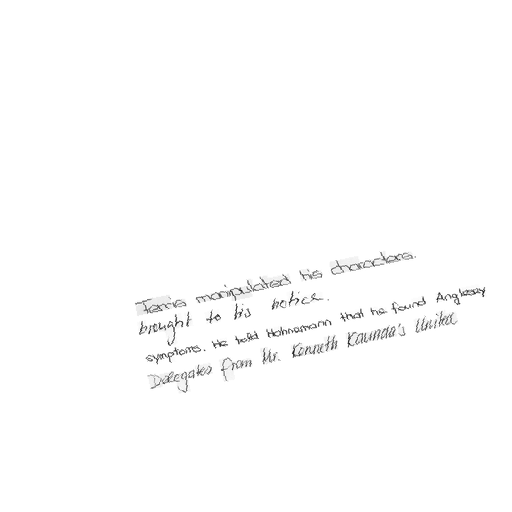 Ferris manipulated his characters.
brought to his notice.
symptoms. He told Hahnemann that he found Anglesey
Delegates from Mr. Kenneth Kaunda's United